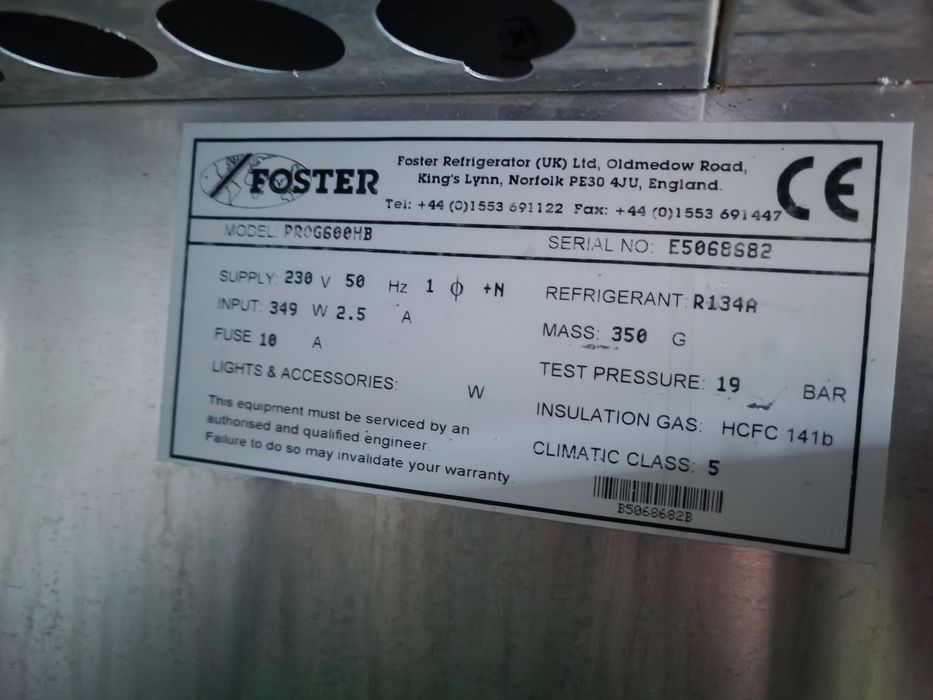 FOSTER
Foster Refrigerator (UK) Ltd, Oldmedow Road,
King's Lynn, Norfolk PE30 4JU, England.
Tel: +44 (0)1553 691122 Fax: +44 (0)1553 691447
CE
MODEL: PROG600HB
SERIAL NO: E5068682
SUPPLY: 230 V 50 Hz 1 ϕ +N
INPUT: 349 W 2.5 A
FUSE 10 A
LIGHTS & ACCESSORIES: W
This equipment must be serviced by an
authorised and qualified engineer.
Failure to do so may invalidate your warranty.
REFRIGERANT: R134A
MASS: 350 G
TEST PRESSURE: 19 BAR
INSULATION GAS: HCFC 141b
CLIMATIC CLASS: 5
B5068682B